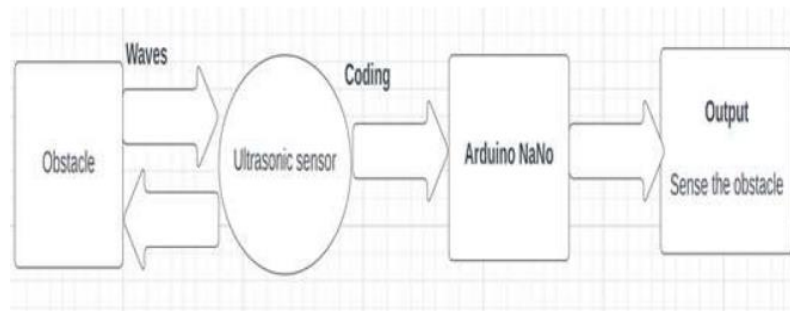 Waves
Obstacle
Ultrasonic sensor
Coding
Arduino NaNo
Output
Sense the obstacle